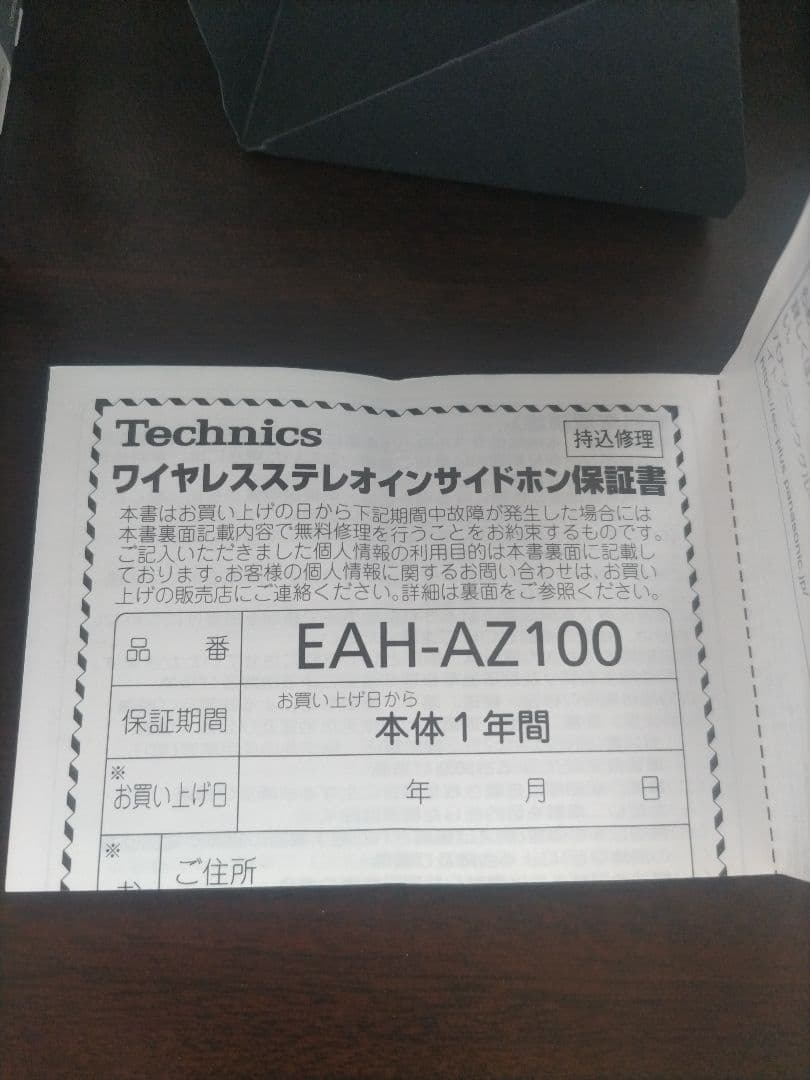 Technics
持込修理
ワイヤレスステレオインサイドホン保証書
本書はお買い上げの日から下記期間中故障が発生した場合には
本書裏面記載内容で無料修理を行うことをお約束するものです。
ご記入いただきました個人情報の利用目的は本書裏面に記載し
ております。お客様の個人情報に関するお問い合わせは、お買い
上げの販売店にご連絡ください。詳細は裏面をご参照ください。
品番 EAH-AZ100
保証期間 お買い上げ日から
本体1年間
※
お買い上げ日 年 月 日
※
ご住所